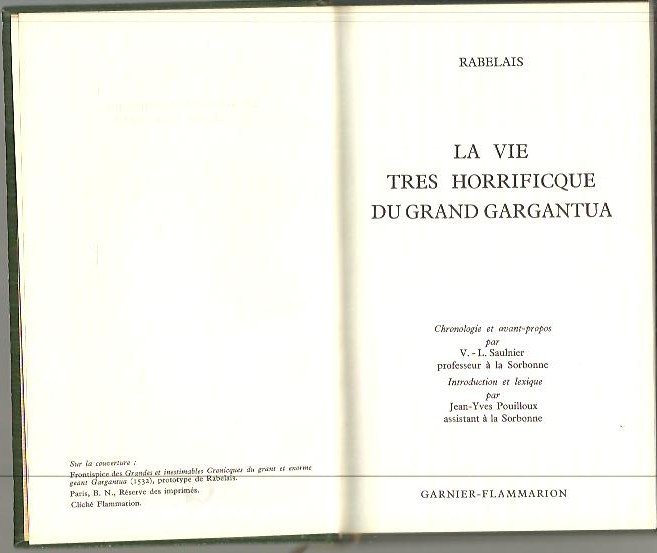 Sur la couverture :
Frontispice des Grandes et inestimables Cronicques du grant et enorme
geant Gargantua (1532), prototype de Rabelais.
Paris, B. N., Réserve des imprimés.
Cliché Flammarion.
RABELAIS
LA VIE
TRES HORRIFICQUE
DU GRAND GARGANTUA
Chronologie et avant-propos
par
V.-L. Saulnier
professeur à la Sorbonne
Introduction et lexique
par
Jean-Yves Pouilloux
assistant à la Sorbonne
GARNIER-FLAMMARION